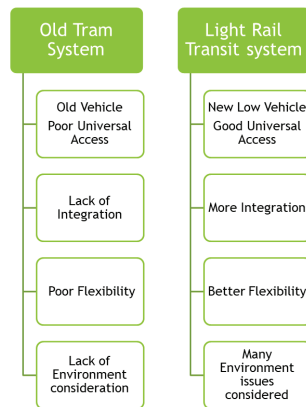 Old Tram
System
Old Vehicle
Poor Universal
Access
Lack of
Integration
Poor Flexibility
Lack of
Environment
consideration
Light Rail
Transit system
New Low Vehicle
Good Universal
Access
More Integration
Better Flexibility
Many
Environment
issues
considered